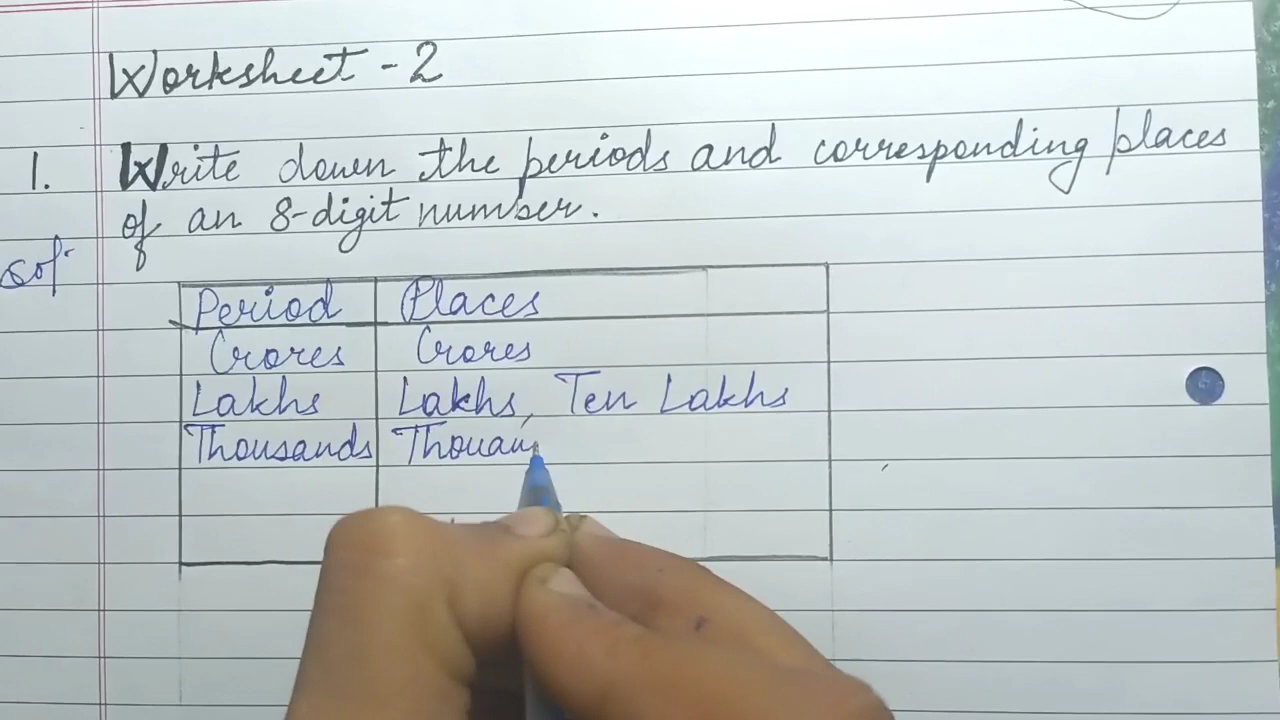 Worksheet - 2
1. Write down the periods and corresponding places
of an 8-digit number.
Sol.
Period Places
Crores Crores
Lakhs Lakhs, Ten Lakhs
Thousands Thouan